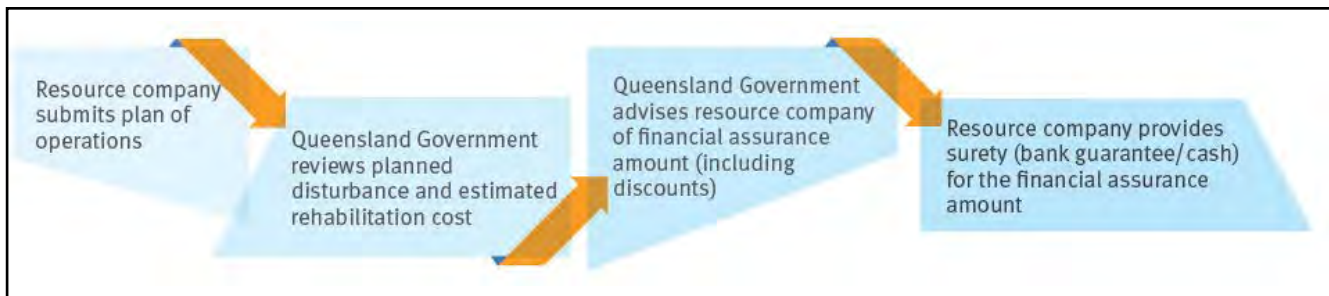 Resource company
submits plan of
operations
Queensland Government
reviews planned
disturbance and estimated
rehabilitation cost
Queensland Government
advises resource company
of financial assurance
amount (including
discounts)
Resource company provides
surety (bank guarantee/cash)
for the financial assurance
amount